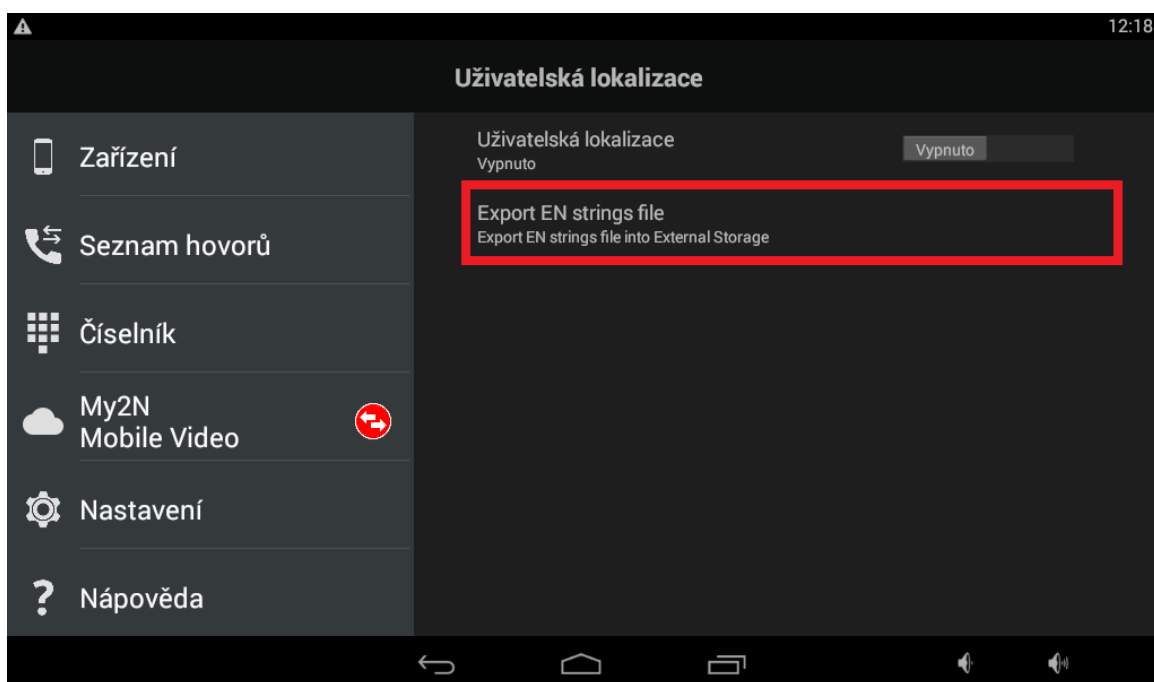 12:18
Uživatelská lokalizace
Zařízení
Seznam hovorů
Číselník
My2N
Mobile Video
Nastavení
Nápověda
Uživatelská lokalizace
Vypnuto
Vypnuto
Export EN strings file
Export EN strings file into External Storage